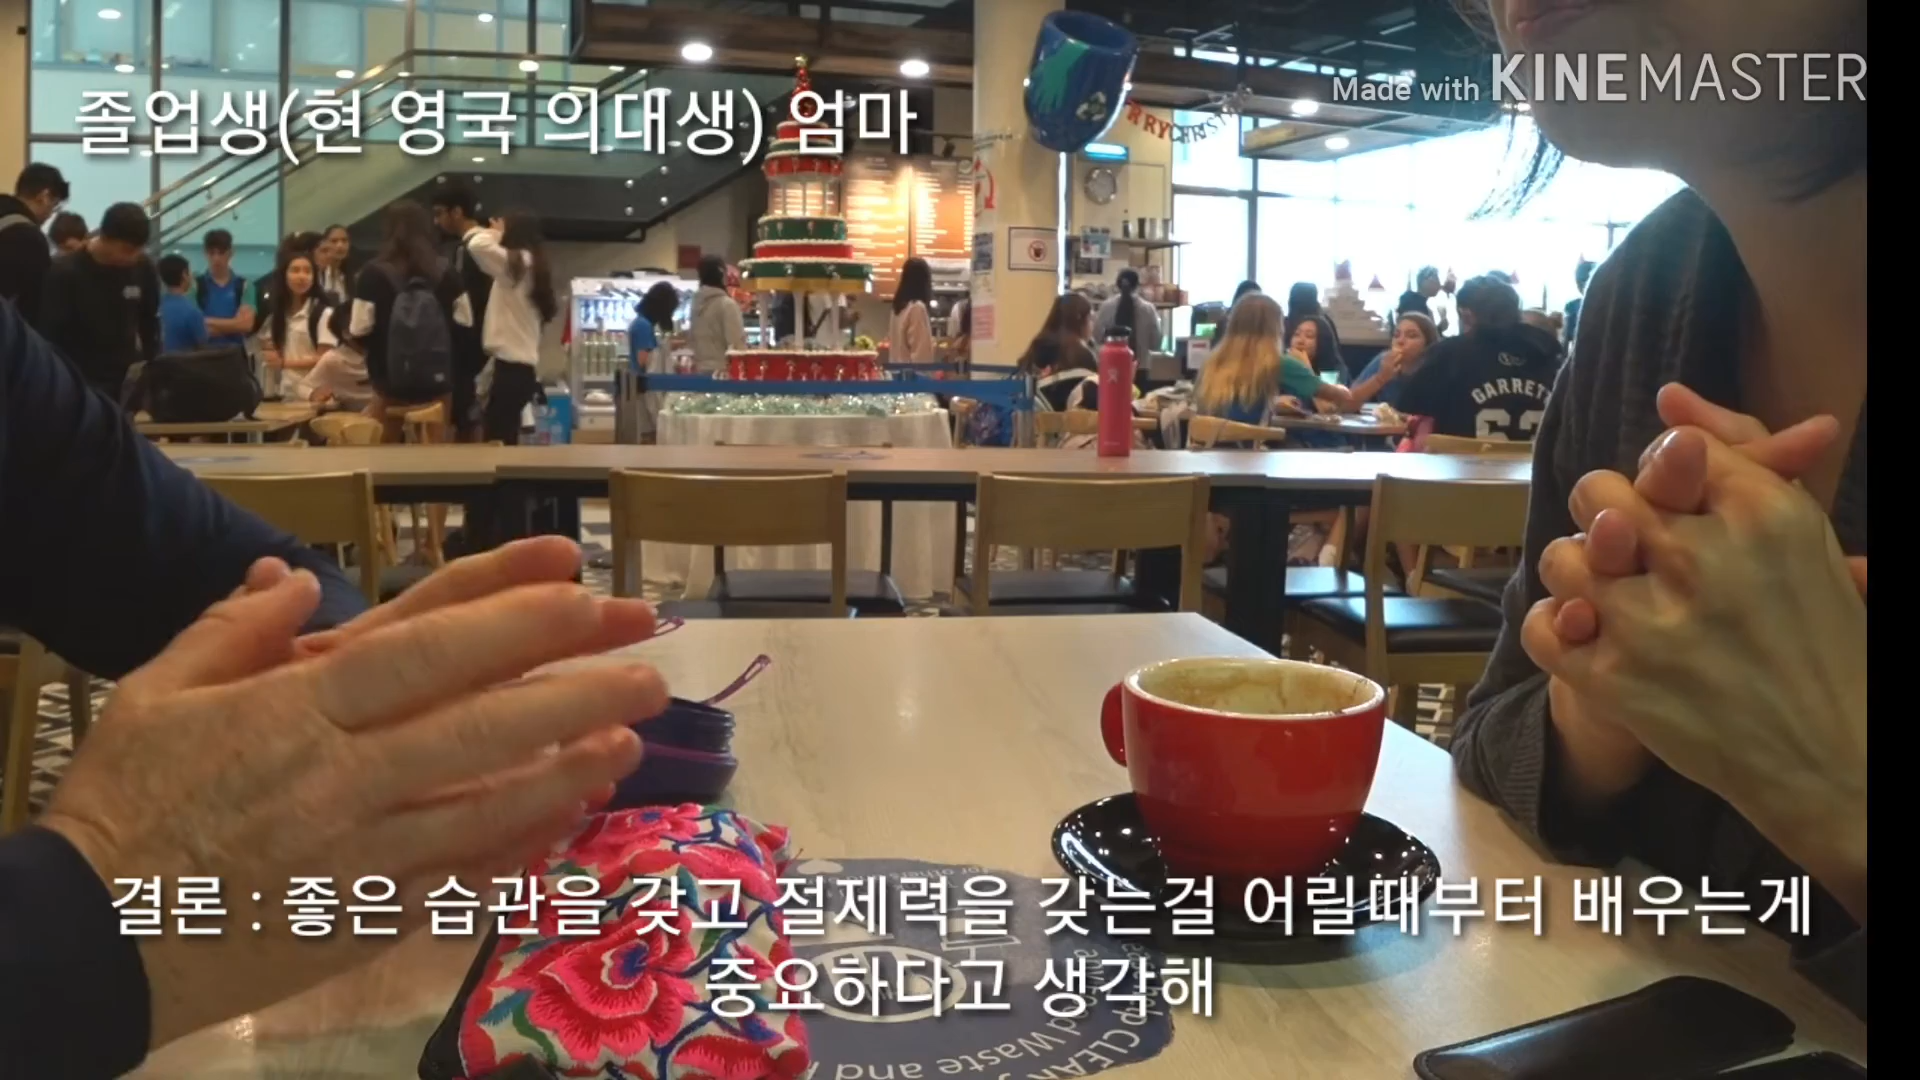 Made with KINEMASTER
졸업생(현 영국 의대생) 엄마
GARRETT
결론 : 좋은 습관을 갖고 절제력을 갖는걸 어릴때부터 배우는게
중요하다고 생각해
Waste and